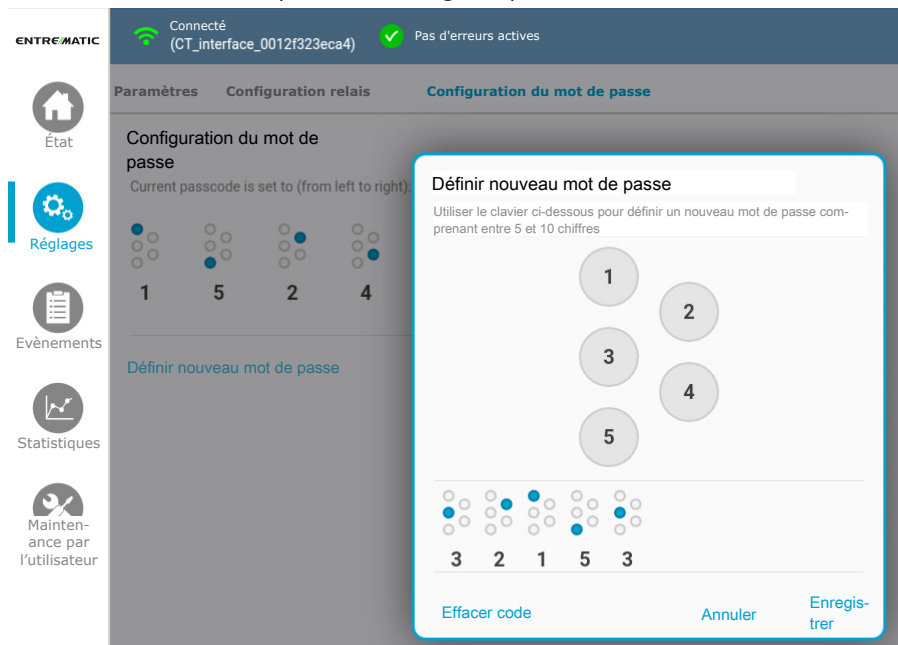 ENTREMATIC
Connecté
(CT_interface_0012f323eca4)
Pas d'erreurs actives
Paramètres Configuration relais Configuration du mot de passe
État
Réglages
Evènements
Statistiques
Mainten-
ance par
l'utilisateur
Configuration du mot de
passe
Current passcode is set to (from left to right):
1 5 2 4
Définir nouveau mot de passe
Définir nouveau mot de passe
Utiliser le clavier ci-dessous pour définir un nouveau mot de passe com-
prenant entre 5 et 10 chiffres
1
2
3
4
5
3 2 1 5 3
Effacer code
Annuler
Enregis-
trer